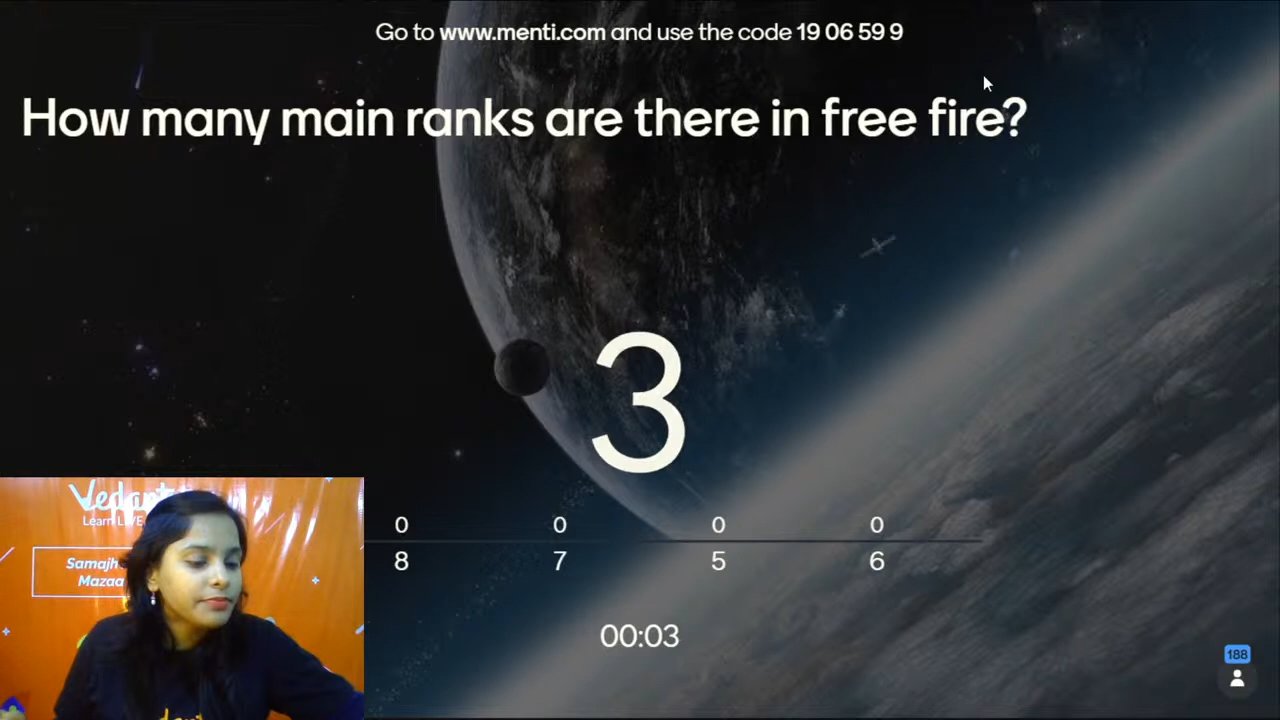 Go to www.menti.com and use the code 19 06 59 9
How many main ranks are there in free fire?
3
0 0 0 0
8 7 5 6
00:03
188
Learn
Samajh
Mazaa